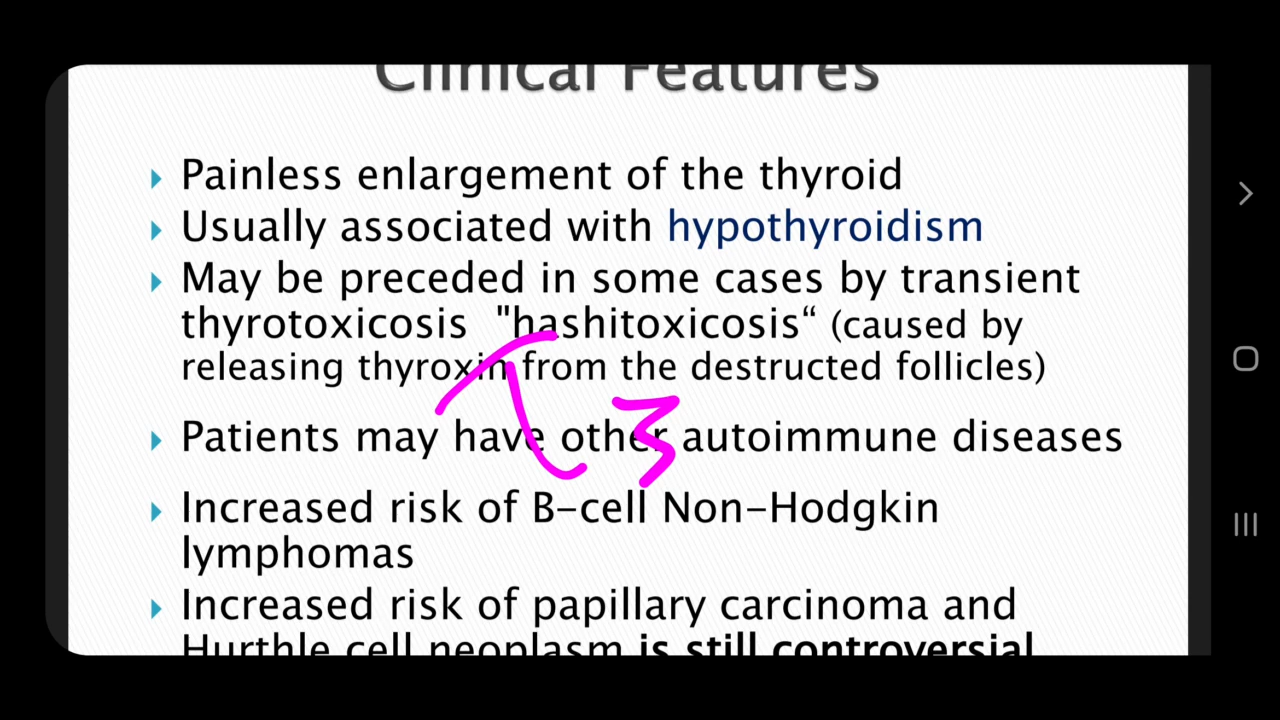 Clinical Features
Painless enlargement of the thyroid
Usually associated with hypothyroidism
May be preceded in some cases by transient
thyrotoxicosis "hashitoxicosis“ (caused by
releasing thyroxin from the destructed follicles)
T3
Patients may have other autoimmune diseases
Increased risk of B-cell Non-Hodgkin
lymphomas
Increased risk of papillary carcinoma and
Hurthle cell neoplasm is still controversial